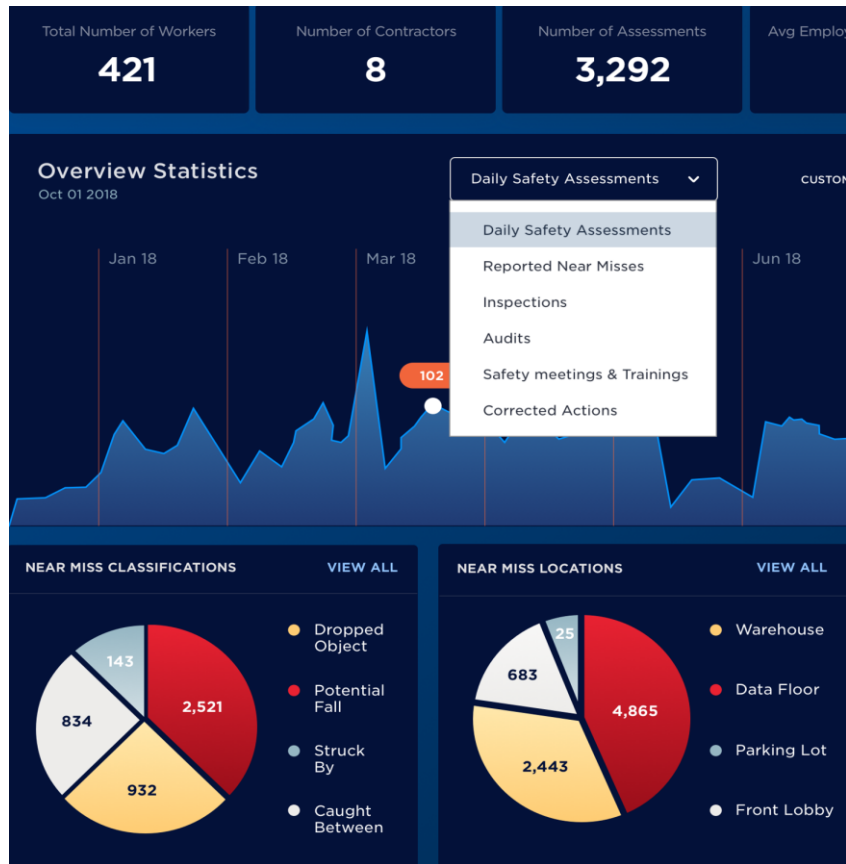 Total Number of Workers
421
Number of Contractors
8
Number of Assessments
3,292
Avg Employ
Overview Statistics
Oct 01 2018
Daily Safety Assessments
CUSTOM
Daily Safety Assessments
Reported Near Misses
Inspections
Audits
Safety meetings & Trainings
Corrected Actions
Jan 18
Feb 18
Mar 18
Jun 18
102
NEAR MISS CLASSIFICATIONS
VIEW ALL
143
2,521
834
932
Dropped
Object
Potential
Fall
Struck
By
Caught
Between
NEAR MISS LOCATIONS
VIEW ALL
25
683
4,865
2,443
Warehouse
Data Floor
Parking Lot
Front Lobby